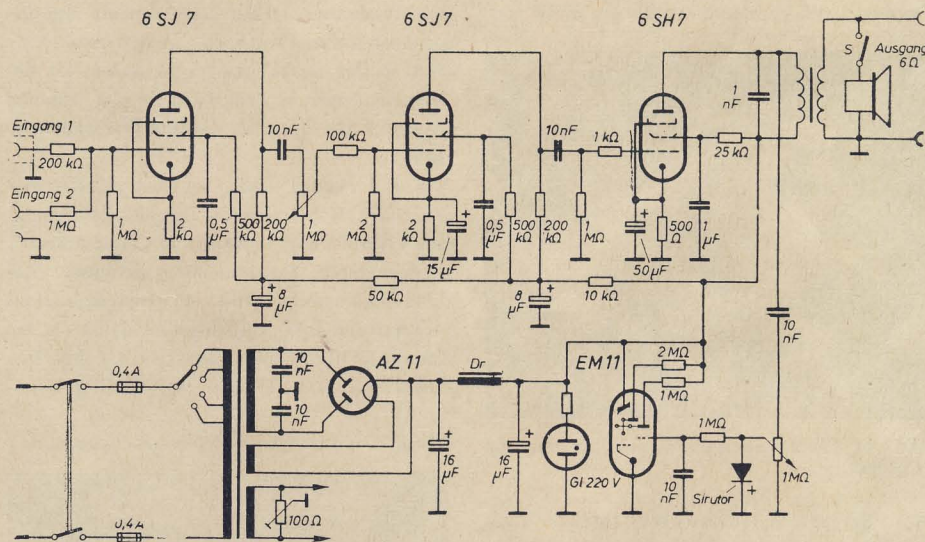 6 SJ 7
6 SJ 7
6 SH 7
Eingang 1
200 kΩ
Eingang 2
1 MΩ
1 MΩ
2 kΩ
0,5 µF
500 kΩ
200 kΩ
10 nF
1 MΩ
100 kΩ
2 MΩ
2 kΩ
+
15 µF
0,5 µF
500 kΩ
200 kΩ
10 nF
1 kΩ
1 MΩ
+
50 µF
500 Ω
1 µF
25 kΩ
1 nF
S
Ausgang
6 Ω
+
8 µF
50 kΩ
+
8 µF
10 kΩ
10 nF
0,4 A
0,4 A
10 nF
10 nF
AZ 11
100 Ω
Dr
+
16 µF
+
16 µF
Gl 220 V
EM 11
2 MΩ
1 MΩ
1 MΩ
10 nF
Sirutor
+
1 MΩ